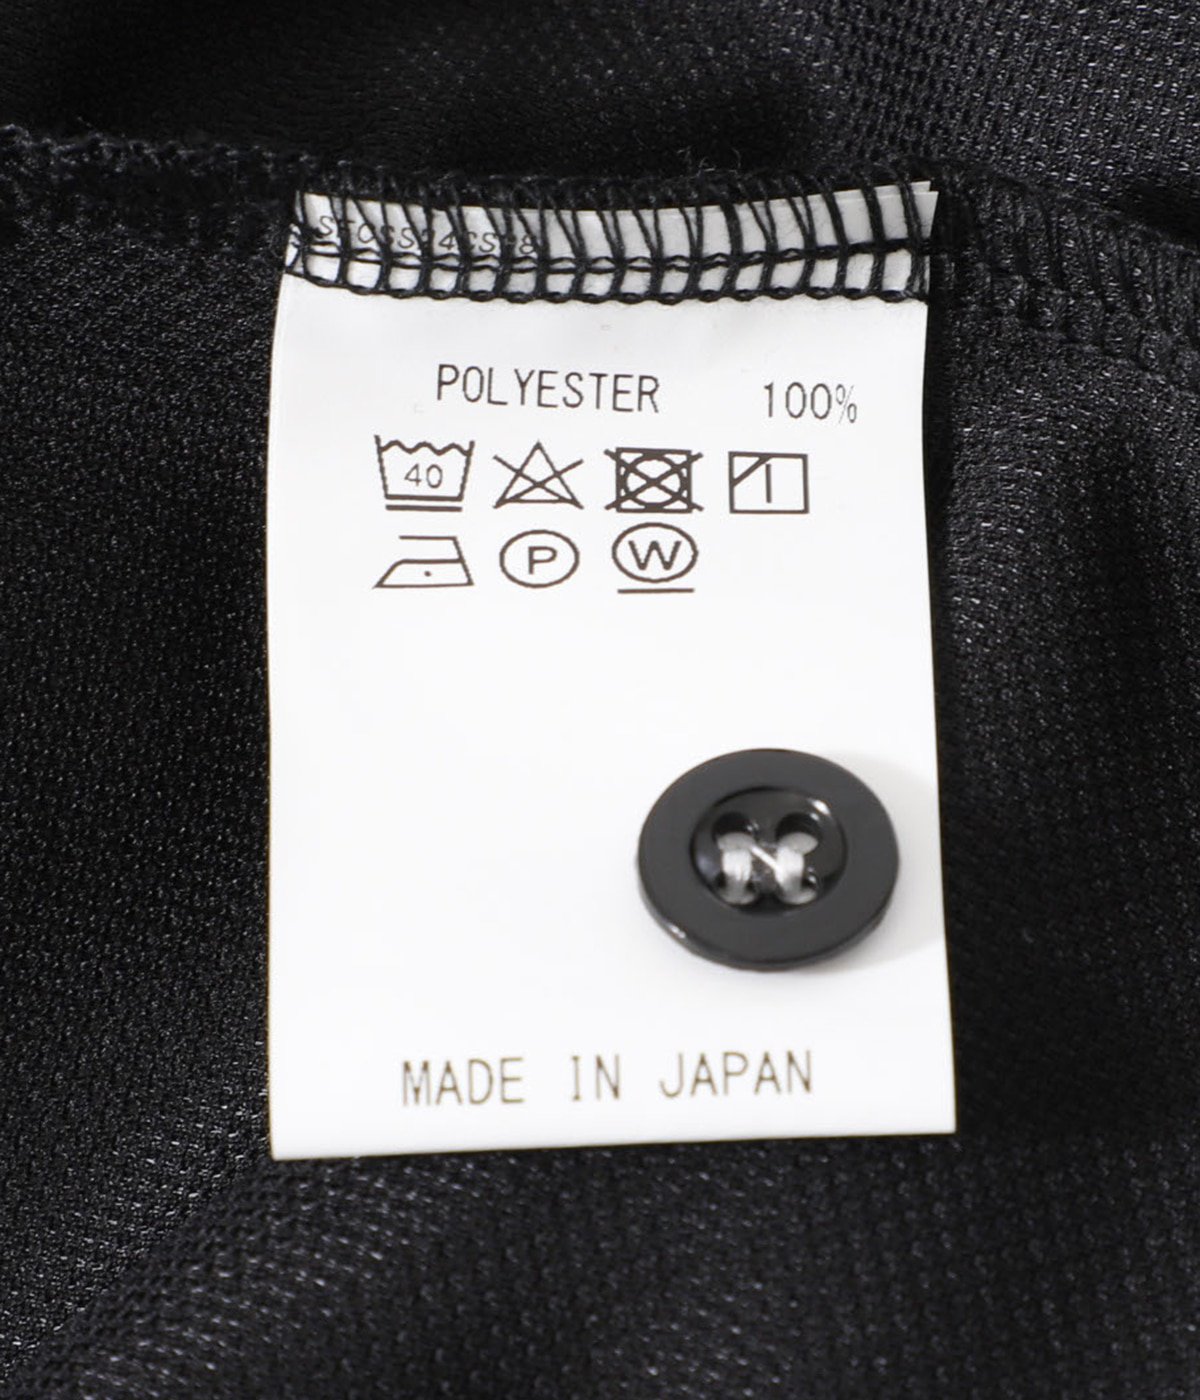 POLYESTER 100%
40
P W
MADE IN JAPAN